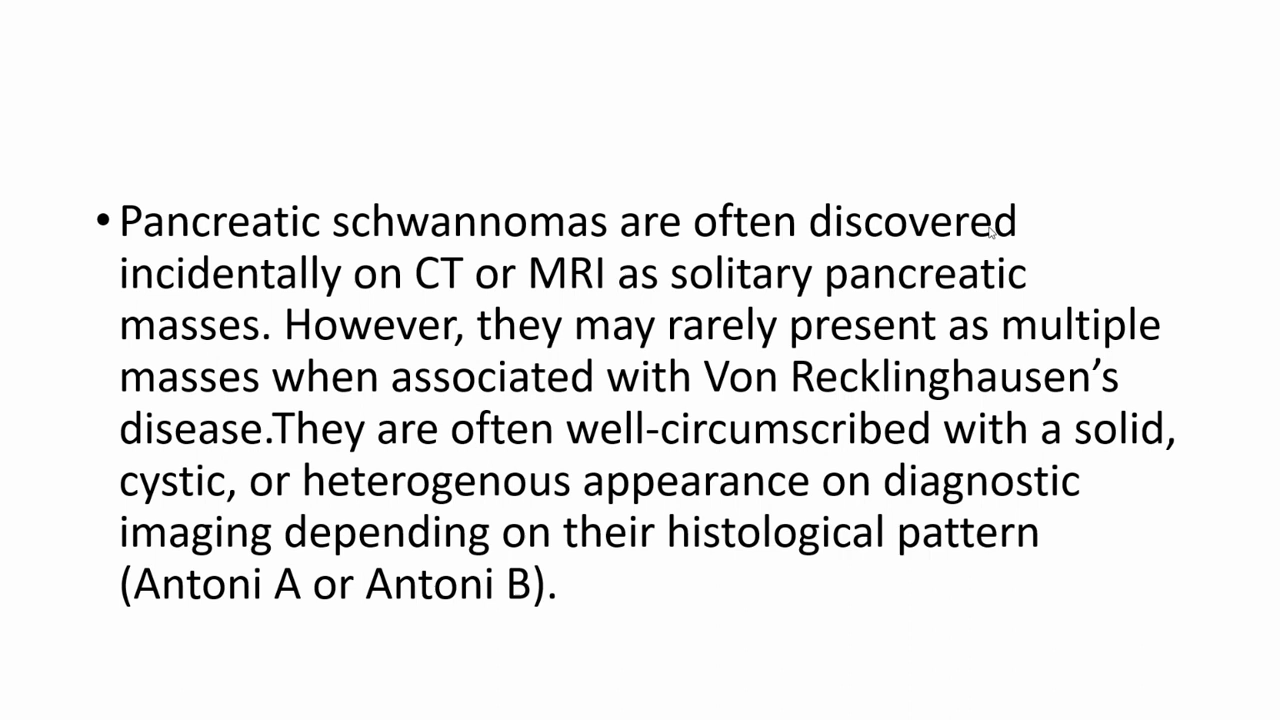 • Pancreatic schwannomas are often discovered
incidentally on CT or MRI as solitary pancreatic
masses. However, they may rarely present as multiple
masses when associated with Von Recklinghausen’s
disease.They are often well-circumscribed with a solid,
cystic, or heterogenous appearance on diagnostic
imaging depending on their histological pattern
(Antoni A or Antoni B).